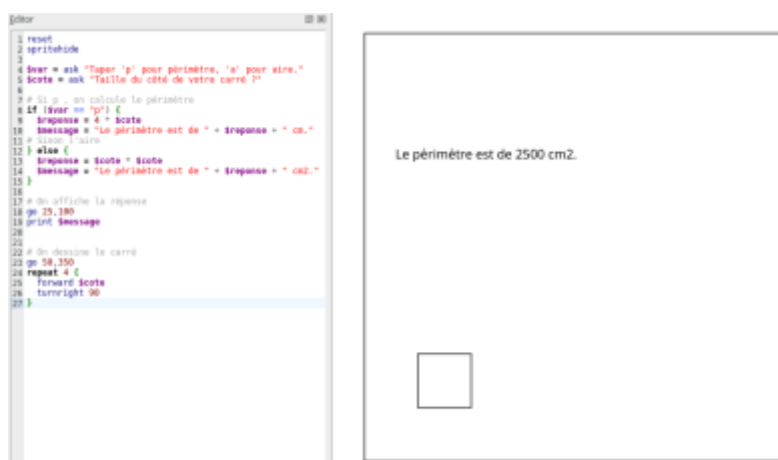 Editor
1 reset
2 spritehide
3
4 $var = ask "Taper 'p' pour périmètre, 'a' pour aire."
5 $cote = ask "Taille du côté de votre carré ?"
6
7 # Si p , on calcule le périmètre
8 if ($var == "p") {
9 $reponse = 4 * $cote
10 $message = "Le périmètre est de " + $reponse + " cm."
11 # Sinon l'aire
12 } else {
13 $reponse = $cote * $cote
14 $message = "Le périmètre est de " + $reponse + " cm2."
15 }
16
17 # On affiche la réponse
18 go 25,100
19 print $message
20
21
22 # On dessine le carré
23 go 50,350
24 repeat 4 {
25 forward $cote
26 turnright 90
27 }
Le périmètre est de 2500 cm2.